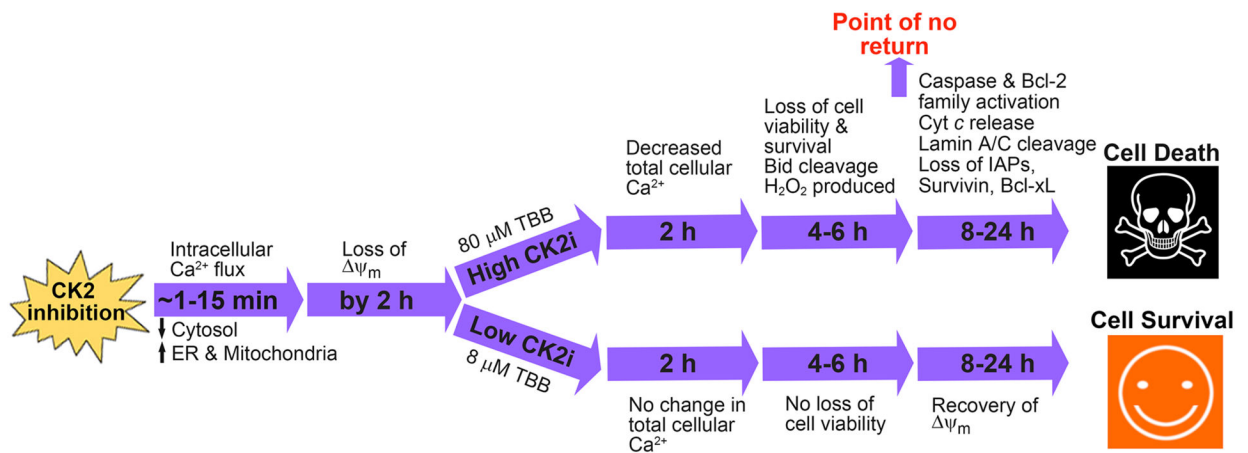 Point of no
return
Caspase & Bcl-2
family activation
Cyt c release
Lamin A/C cleavage
Loss of IAPs,
Survivin, Bcl-xL
Loss of cell
viability &
survival
Bid cleavage
H₂O₂ produced
Decreased
total cellular
Ca²⁺
Cell Death
80 μM TBB
High CK2i
2 h
4-6 h
8-24 h
Intracellular
Ca²⁺ flux
Loss of
Δψₘ
CK2
inhibition
~1-15 min
by 2 h
Cytosol
ER & Mitochondria
Low CK2i
8 μM TBB
2 h
4-6 h
8-24 h
Cell Survival
No change in
total cellular
Ca²⁺
No loss of
cell viability
Recovery of
Δψₘ